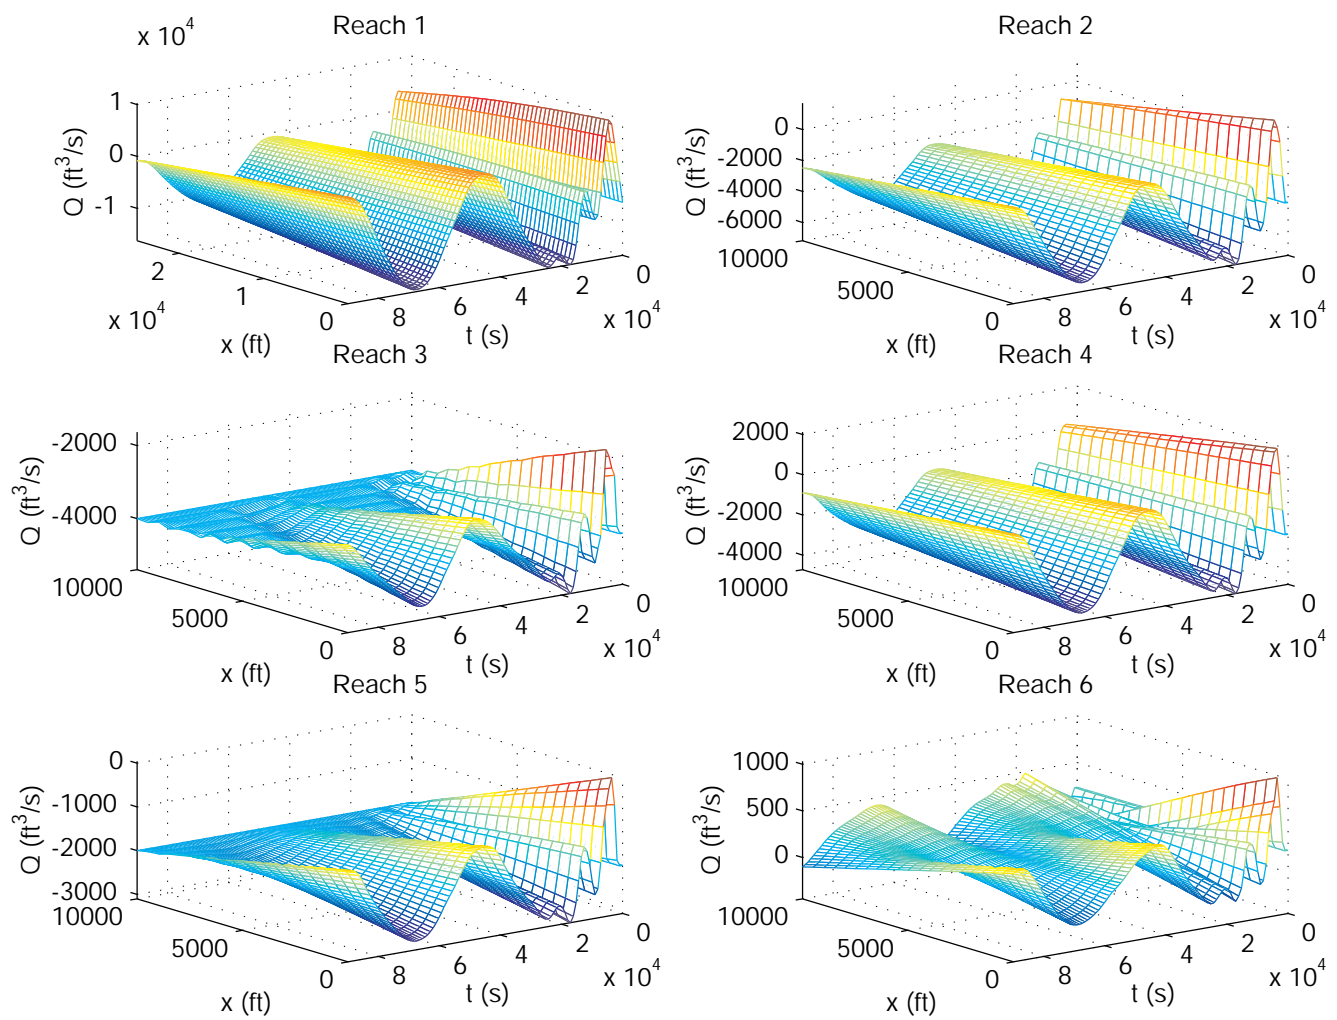 Reach 1
x 10^4
1
0
-1
Q (ft^3/s)
2
1
0
x 10^4
x (ft)
8
6
4
2
0
x 10^4
t (s)
Reach 2
0
-2000
-4000
-6000
Q (ft^3/s)
10000
5000
0
x (ft)
8
6
4
2
0
x 10^4
t (s)
Reach 3
-2000
-4000
Q (ft^3/s)
10000
5000
0
x (ft)
8
6
4
2
0
x 10^4
t (s)
Reach 4
2000
0
-2000
-4000
Q (ft^3/s)
10000
5000
0
x (ft)
8
6
4
2
0
x 10^4
t (s)
Reach 5
0
-1000
-2000
-3000
Q (ft^3/s)
10000
5000
0
x (ft)
8
6
4
2
0
x 10^4
t (s)
Reach 6
1000
500
0
Q (ft^3/s)
10000
5000
0
x (ft)
8
6
4
2
0
x 10^4
t (s)